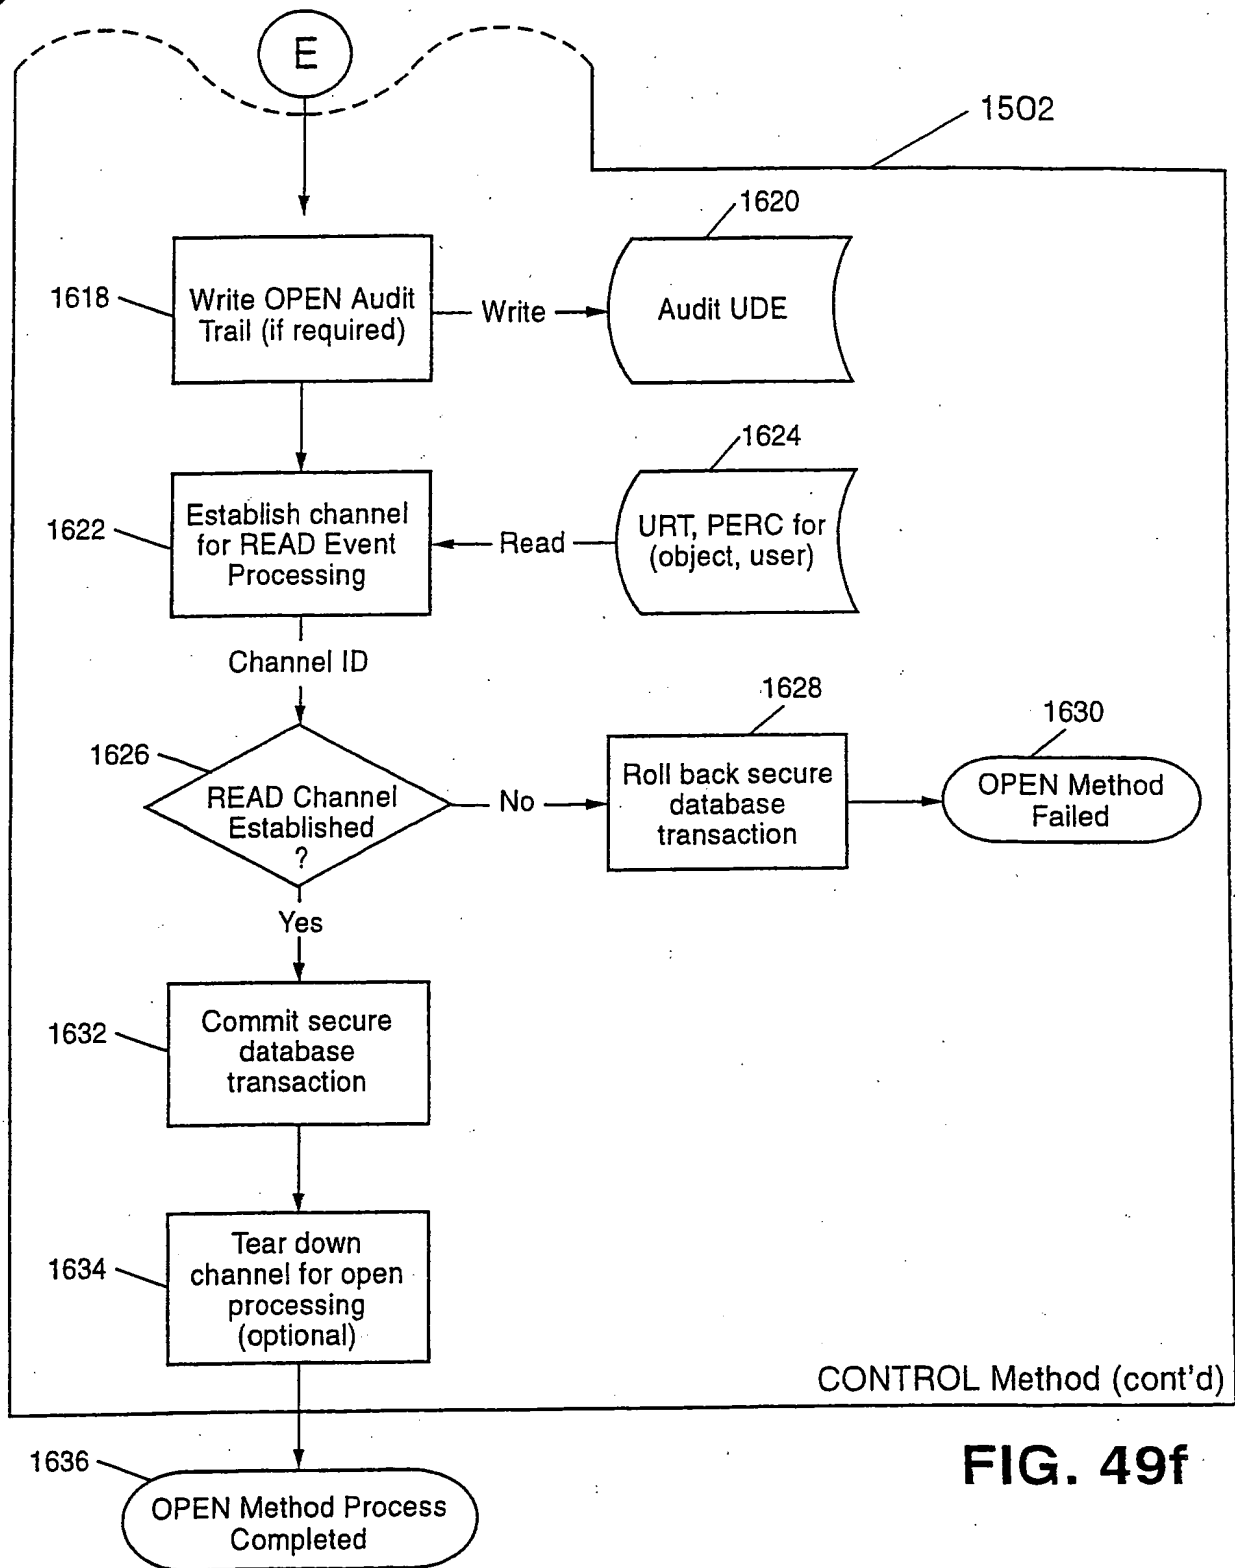 E
1502
1620
1618
Write OPEN Audit
Trail (if required)
Write
Audit UDE
1624
1622
Establish channel
for READ Event
Processing
Read
URT, PERC for
(object, user)
Channel ID
1628
1630
1626
READ Channel
Established
?
No
Roll back secure
database
transaction
OPEN Method
Failed
Yes
1632
Commit secure
database
transaction
1634
Tear down
channel for open
processing
(optional)
CONTROL Method (cont'd)
1636
OPEN Method Process
Completed
FIG. 49f